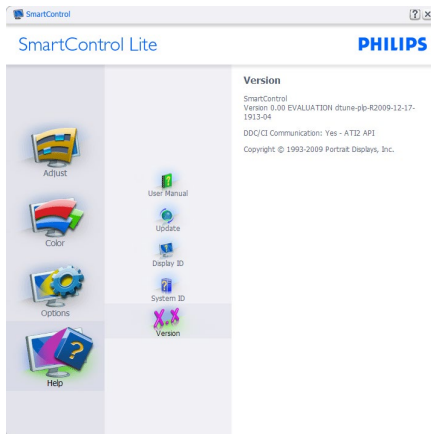 SmartControl
SmartControl Lite
PHILIPS
Adjust
Color
Options
Help
User Manual
Update
Display ID
System ID
X.X
Version
Version
SmartControl
Version 0.00 EVALUATION dtune-plp-R2009-12-17-
1913-04
DDC/CI Communication: Yes - ATI2 API
Copyright © 1993-2009 Portrait Displays, Inc.